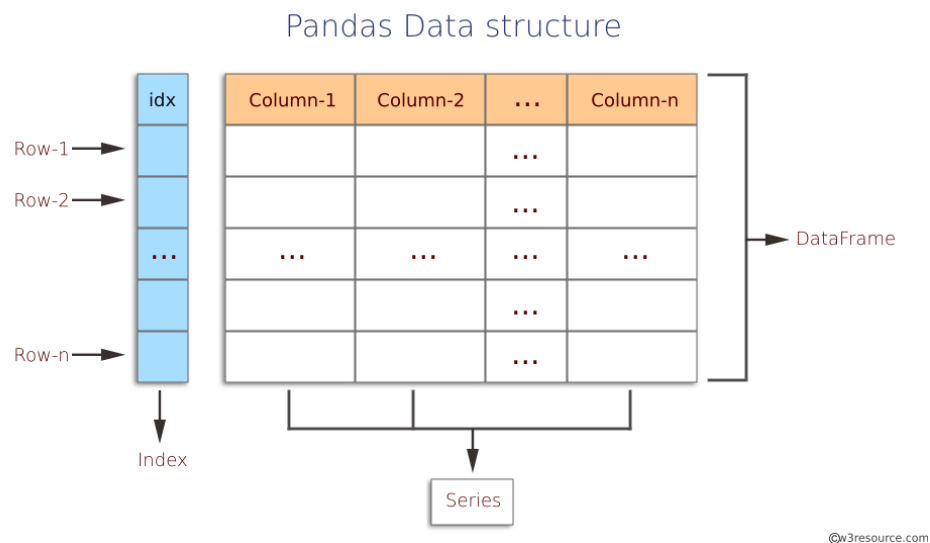 Pandas Data structure
idx Column-1 Column-2 ... Column-n
Row-1 ...
Row-2 ...
... ... ... ... ...
...
Row-n ...
DataFrame
Index
Series
©w3resource.com